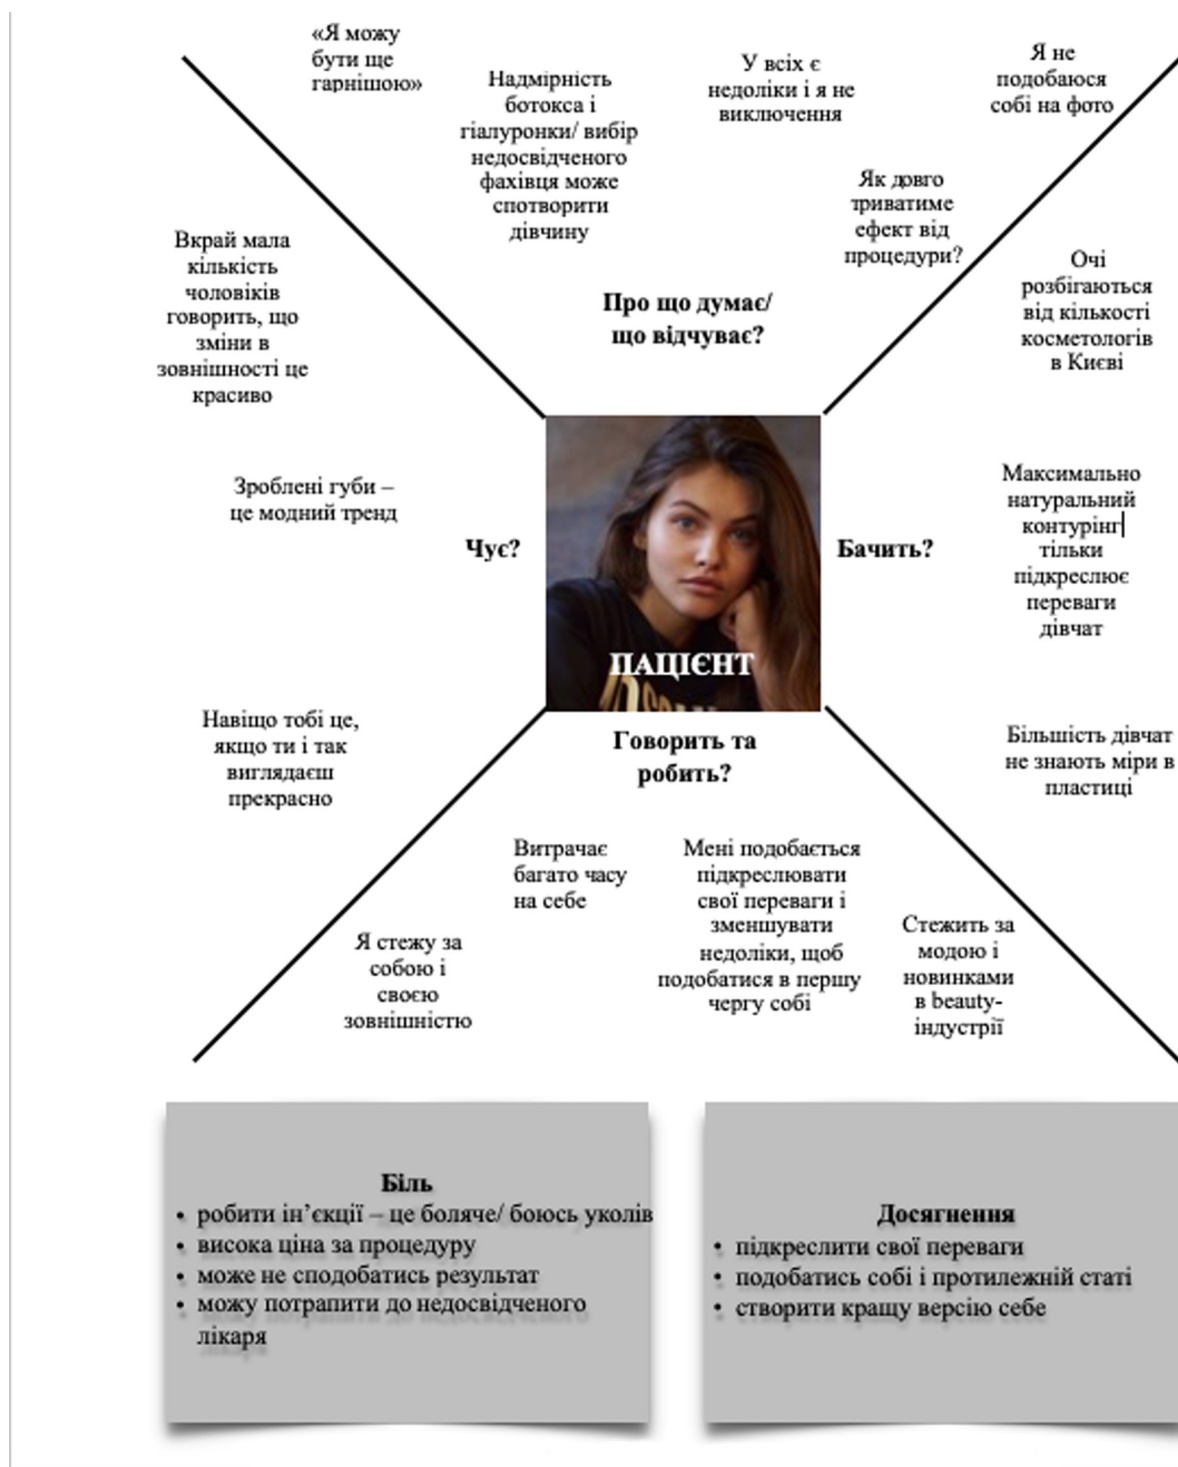 «Я можу
бути ще
гарнішою»
Надмірність
ботокса і
гіалуронки/ вибір
недосвідченого
фахівця може
спотворити
дівчину
У всіх є
недоліки і я не
виключення
Я не
подобаюся
собі на фото
Як довго
триватиме
ефект від
процедури?
Про що думає/
що відчуває?
Вкрай мала
кількість
чоловіків
говорить, що
зміни в
зовнішності це
красиво
Зроблені губи –
це модний тренд
Чує?
Навіщо тобі це,
якщо ти і так
виглядаєш
прекрасно
ПАЦІЄНТ
Бачить?
Очі
розбігаються
від кількості
косметологів
в Києві
Максимально
натуральний
контурінг
тільки
підкреслює
переваги
дівчат
Більшість дівчат
не знають міри в
пластиці
Говорить та
робить?
Я стежу за
собою і
своєю
зовнішністю
Витрачає
багато часу
на себе
Мені подобається
підкреслювати
свої переваги і
зменшувати
недоліки, щоб
подобатися в першу
чергу собі
Стежить за
модою і
новинками
в beauty-
індустрії
Біль
• робити ін’єкції – це боляче/ боюсь уколів
• висока ціна за процедуру
• може не сподобатись результат
• можу потрапити до недосвідченого
лікаря
Досягнення
• підкреслити свої переваги
• подобатись собі і протилежній статі
• створити кращу версію себе